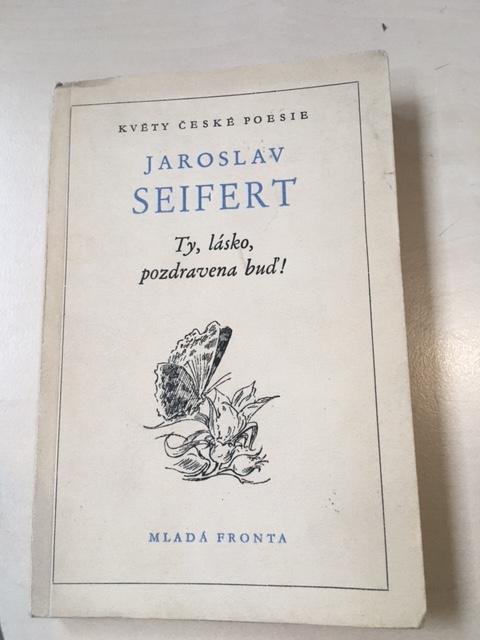 KVĚTY ČESKÉ POESIE
JAROSLAV
SEIFERT
Ty, lásko,
pozdravena buď!
MLADÁ FRONTA